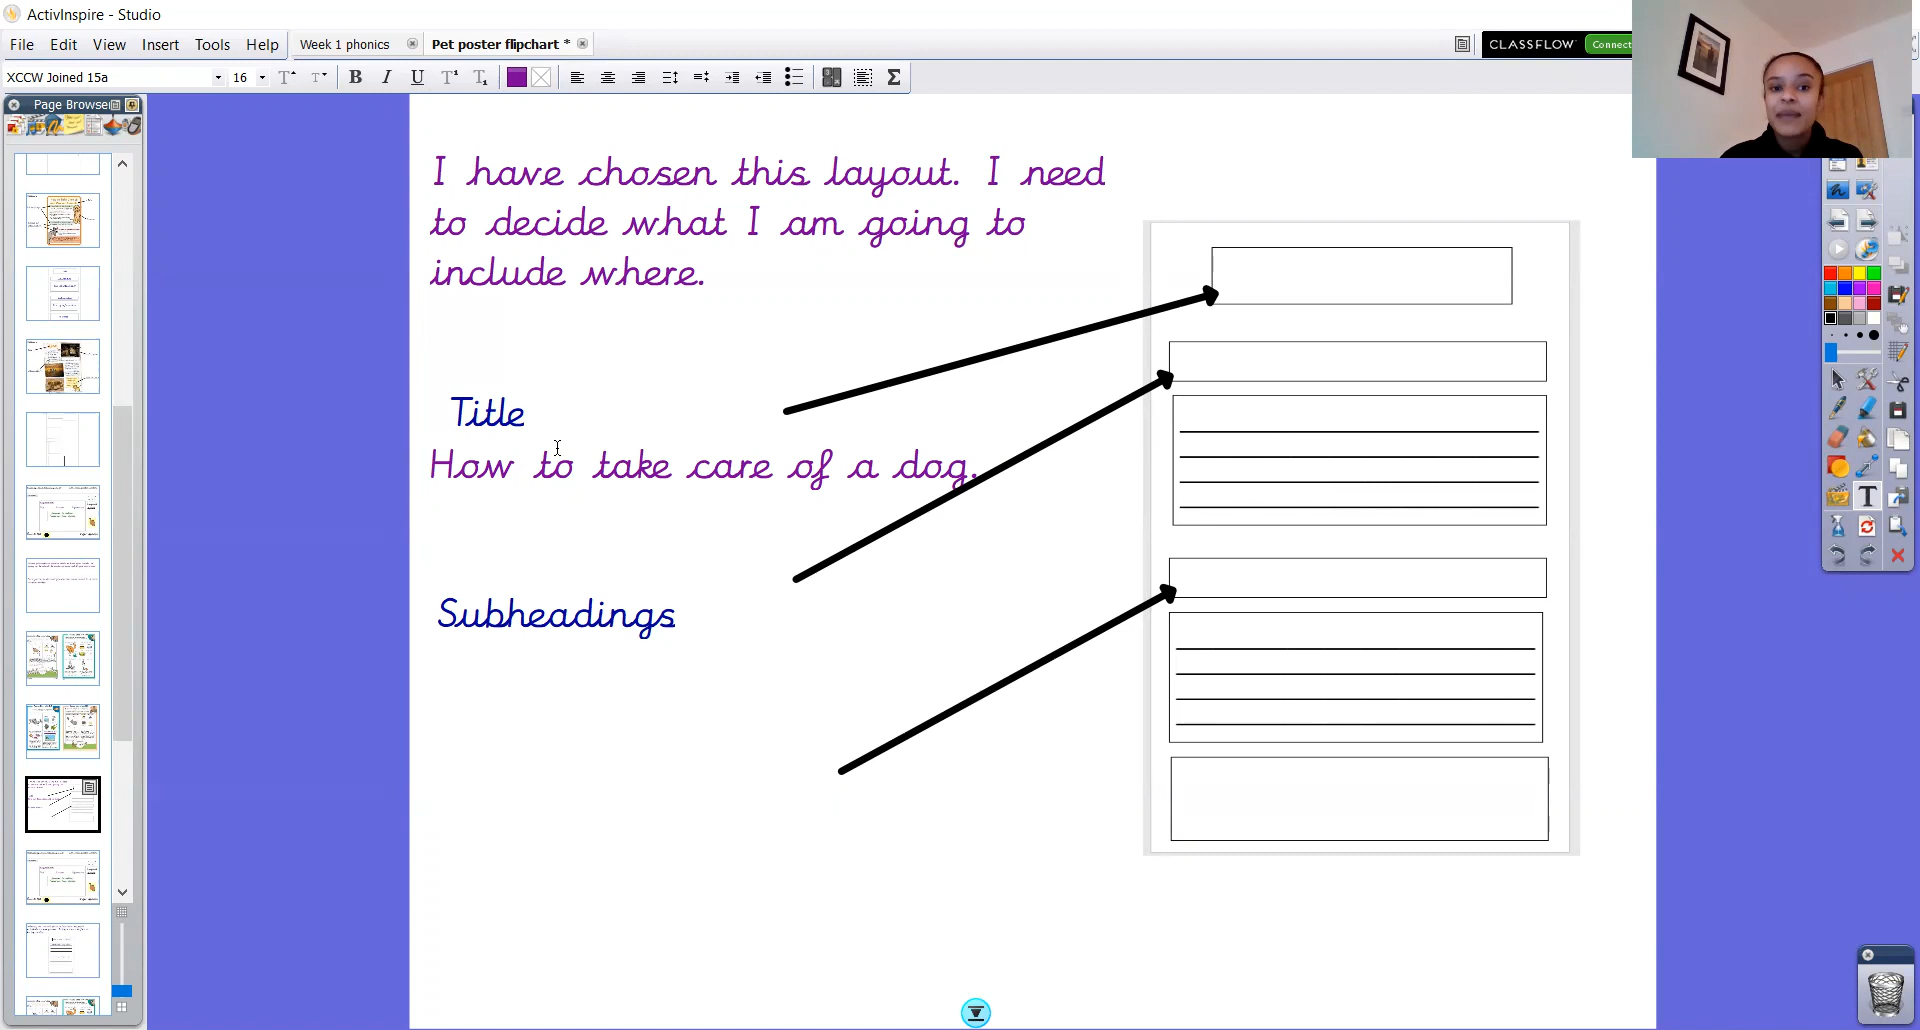 ActivInspire - Studio
File Edit View Insert Tools Help
Week 1 phonics
Pet poster flipchart *
CLASSFLOW
Connect
XCCW Joined 15a
16
B I U
Page Browser
I have chosen this layout. I need
to decide what I am going to
include where.
Title
How to take care of a dog.
Subheadings